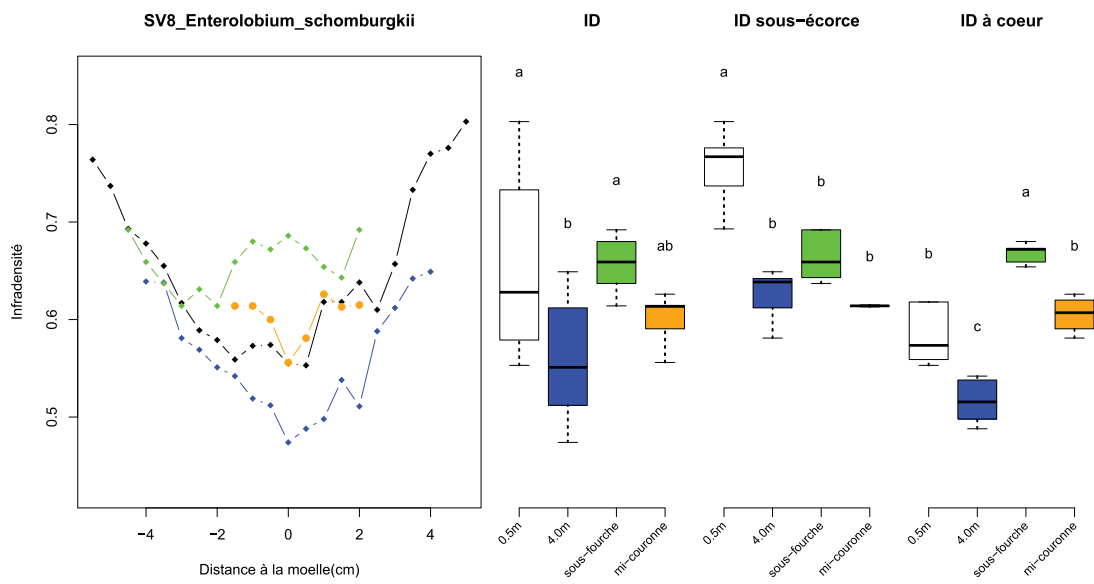 SV8_Enterolobium_schomburgkii
ID
ID sous−écorce
ID à coeur
Infradensité
0.8
0.7
0.6
0.5
−4
−2
0
2
4
Distance à la moelle(cm)
a
b
a
ab
0.5m
4.0m
sous−fourche
mi−couronne
a
b
b
b
0.5m
4.0m
sous−fourche
mi−couronne
b
c
a
b
0.5m
4.0m
sous−fourche
mi−couronne